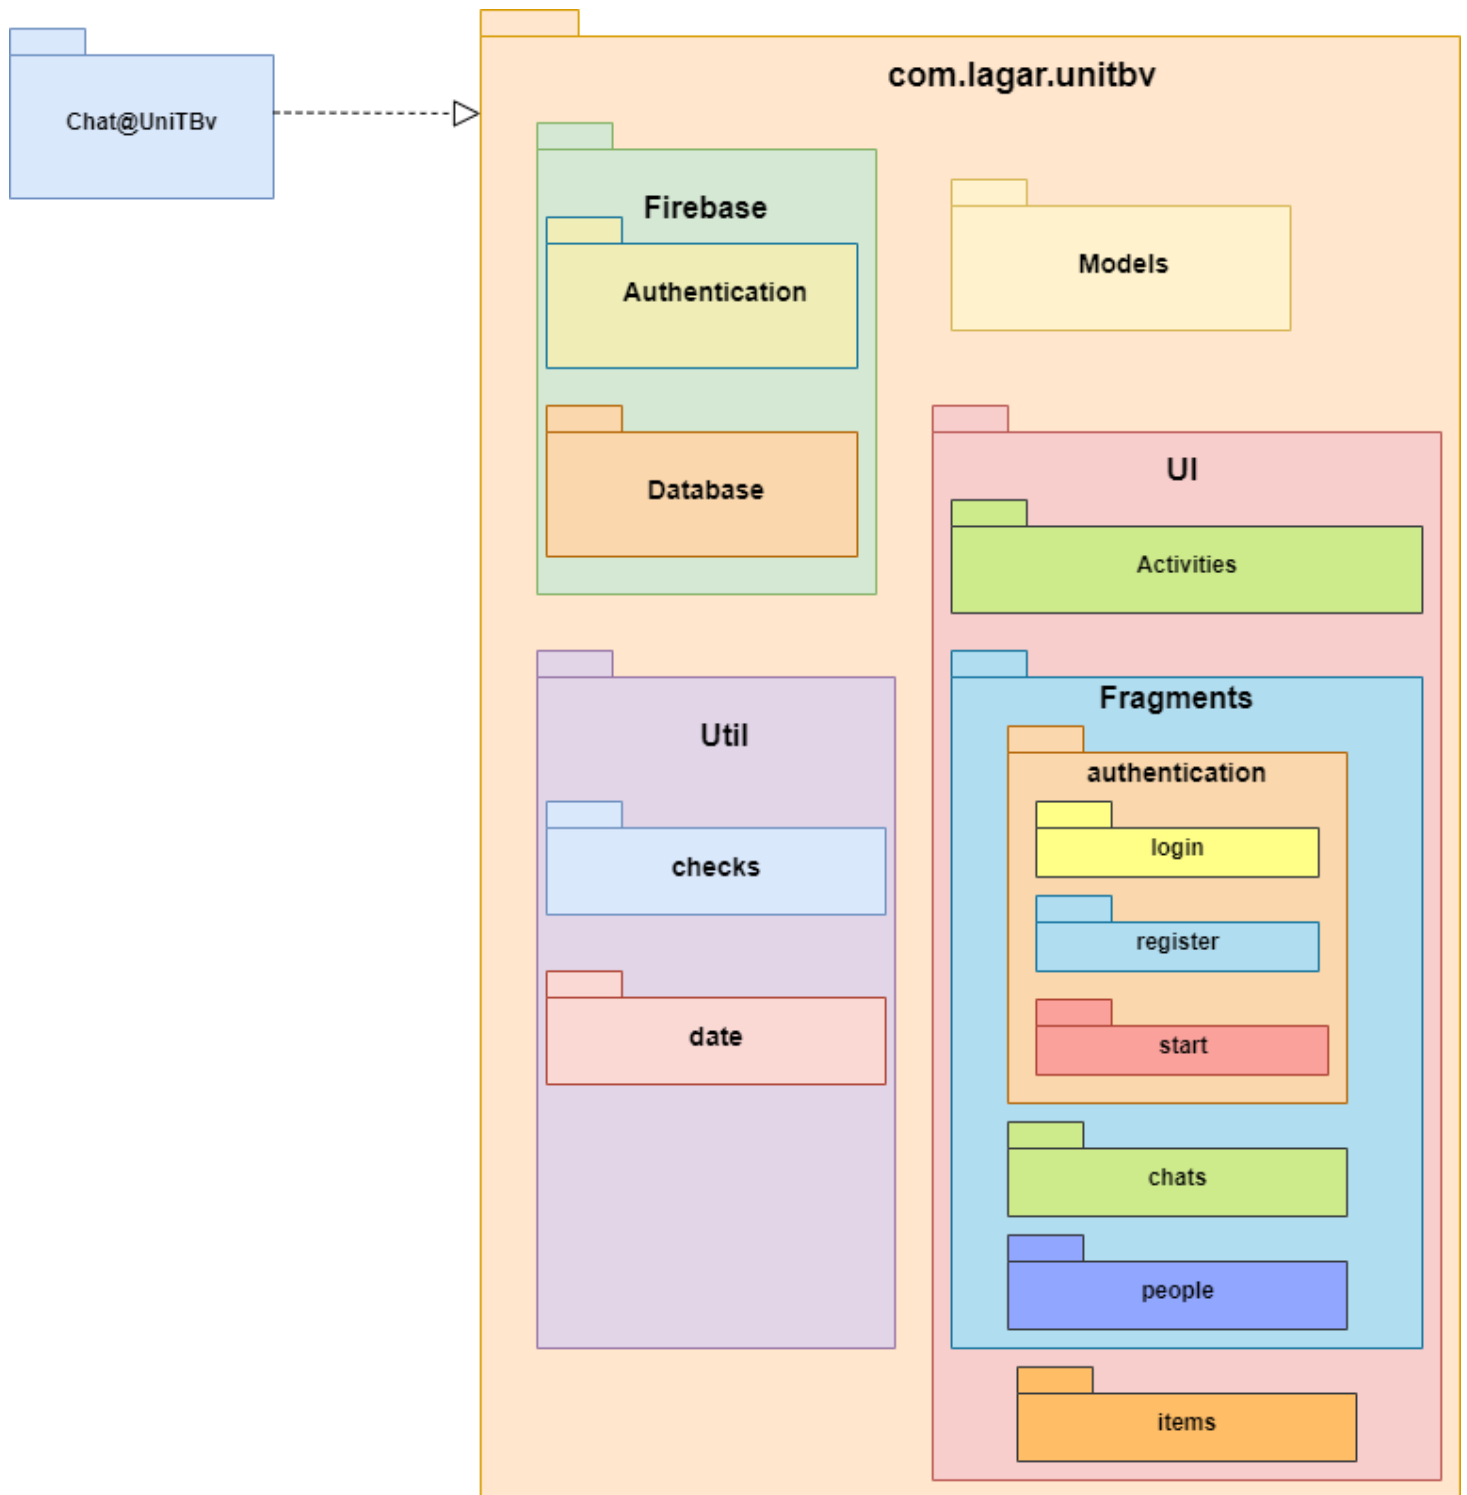 Chat@UniTBv
com.lagar.unitbv
Firebase
Authentication
Database
Models
Util
checks
date
UI
Activities
Fragments
authentication
login
register
start
chats
people
items